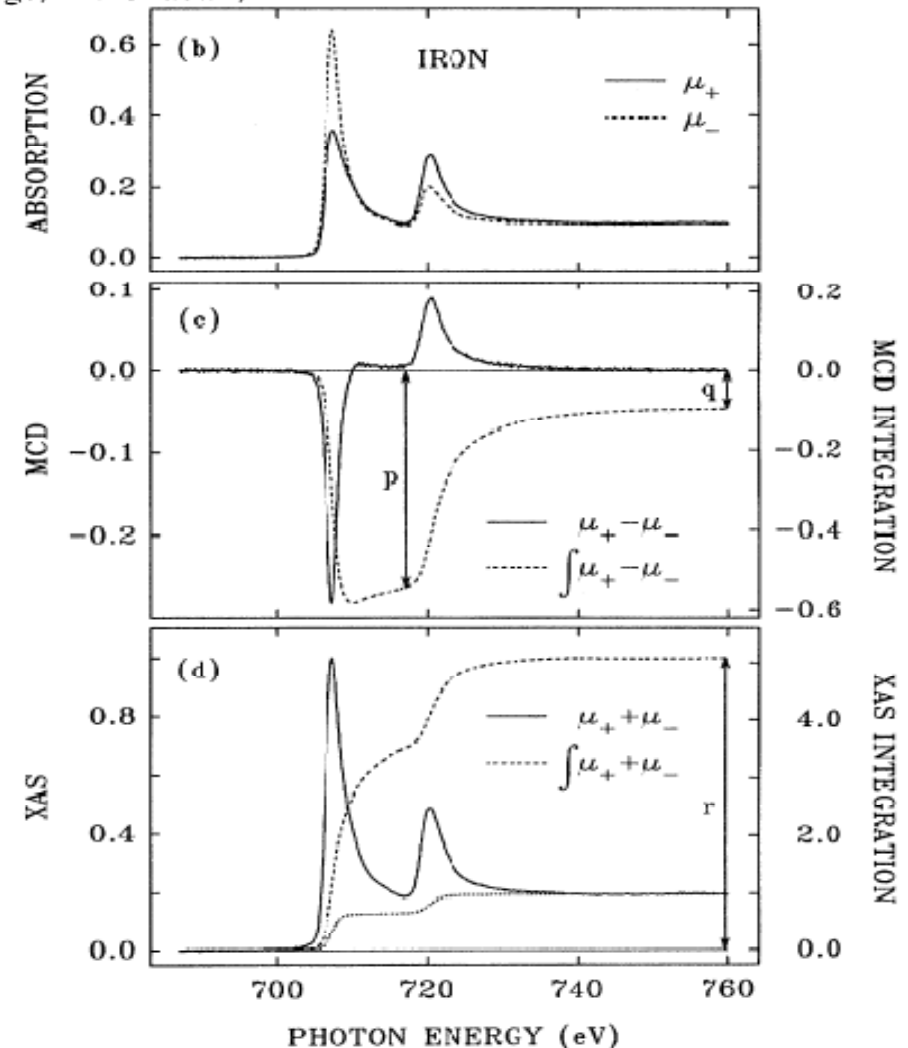 (b)
IRON
μ₊
μ₋
ABSORPTION
0.6
0.4
0.2
0.0
(c)
MCD
0.1
0.0
−0.1
−0.2
p
q
μ₊−μ₋
∫μ₊−μ₋
0.2
0.0
−0.2
−0.4
−0.6
MCD INTEGRATION
(d)
XAS
0.8
0.4
0.0
μ₊+μ₋
∫μ₊+μ₋
r
4.0
2.0
0.0
XAS INTEGRATION
700 720 740 760
PHOTON ENERGY (eV)